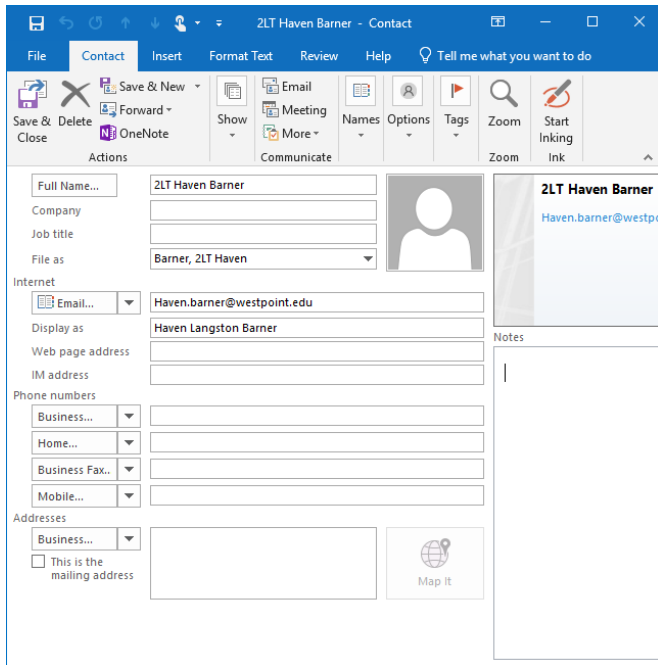 2LT Haven Barner - Contact
File Contact Insert Format Text Review Help Tell me what you want to do
Save & Close
Delete
Save & New
Forward
OneNote
Actions
Show
Email
Meeting
More
Communicate
Names
Options
Tags
Zoom
Zoom
Start Inking
Ink
Full Name... 2LT Haven Barner
Company
Job title
File as Barner, 2LT Haven
Internet
Email... Haven.barner@westpoint.edu
Display as Haven Langston Barner
Web page address
IM address
Phone numbers
Business...
Home...
Business Fax..
Mobile...
Addresses
Business...
This is the
mailing address
Map It
2LT Haven Barner
Haven.barner@westpo
Notes